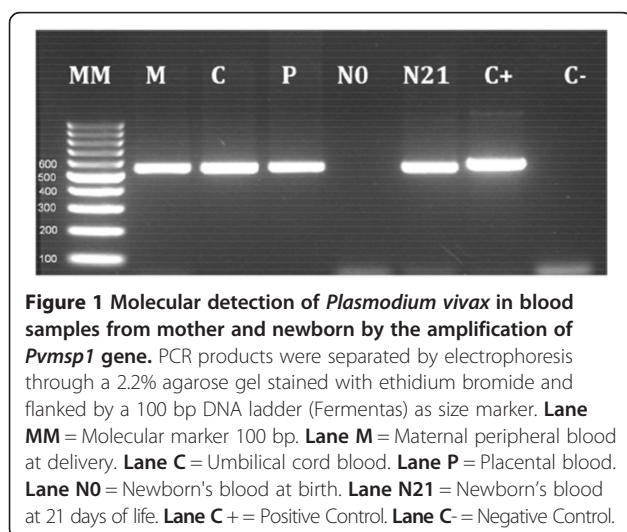 MM M C P N0 N21 C+ C-
600
500
400
300
200
100
Figure 1 Molecular detection of Plasmodium vivax in blood
samples from mother and newborn by the amplification of
Pvmsp1 gene. PCR products were separated by electrophoresis
through a 2.2% agarose gel stained with ethidium bromide and
flanked by a 100 bp DNA ladder (Fermentas) as size marker. Lane
MM = Molecular marker 100 bp. Lane M = Maternal peripheral blood
at delivery. Lane C = Umbilical cord blood. Lane P = Placental blood.
Lane N0 = Newborn's blood at birth. Lane N21 = Newborn's blood
at 21 days of life. Lane C + = Positive Control. Lane C- = Negative Control.